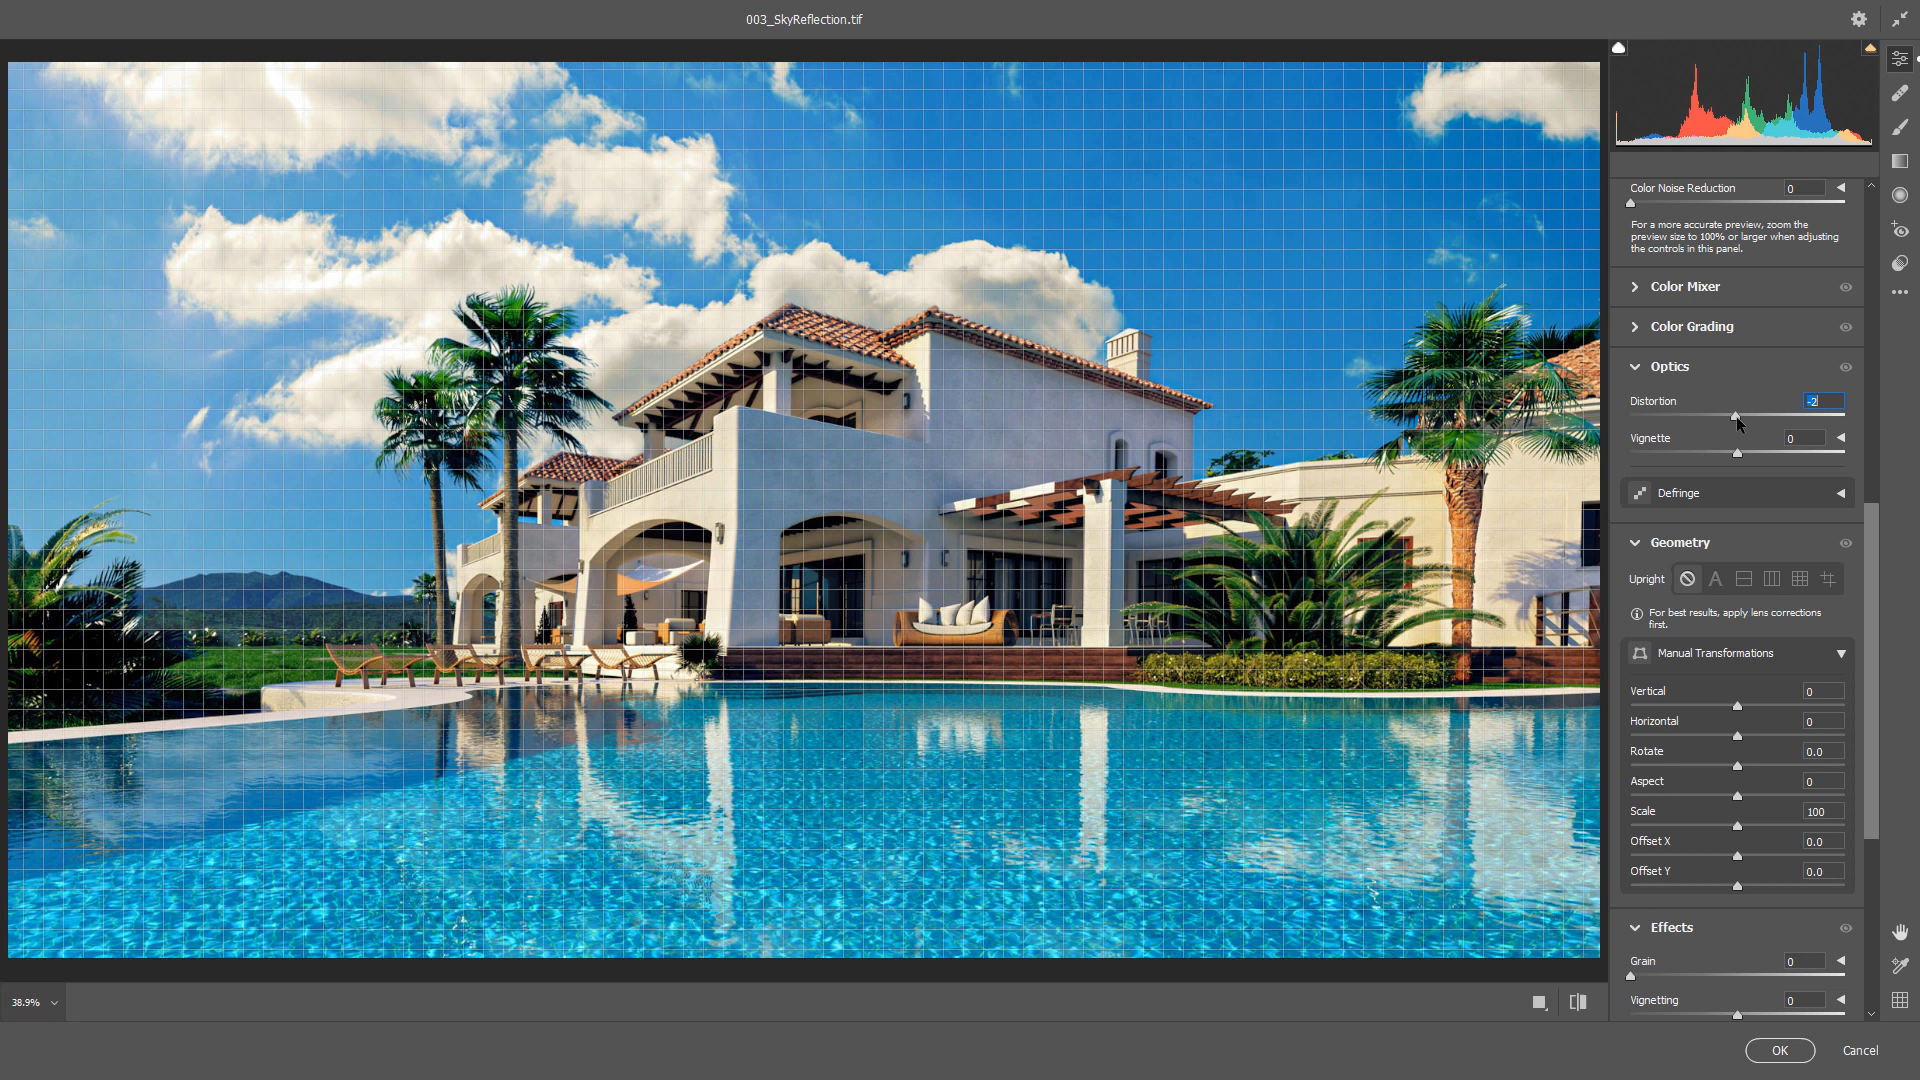 003_SkyReflection.tif
Color Noise Reduction 0
For a more accurate preview, zoom the
preview size to 100% or larger when adjusting
the controls in this panel.
Color Mixer
Color Grading
Optics
Distortion -2
Vignette 0
Defringe
Geometry
Upright A
For best results, apply lens corrections
first.
Manual Transformations
Vertical 0
Horizontal 0
Rotate 0.0
Aspect 0
Scale 100
Offset X 0.0
Offset Y 0.0
Effects
Grain 0
Vignetting 0
38.9%
OK Cancel